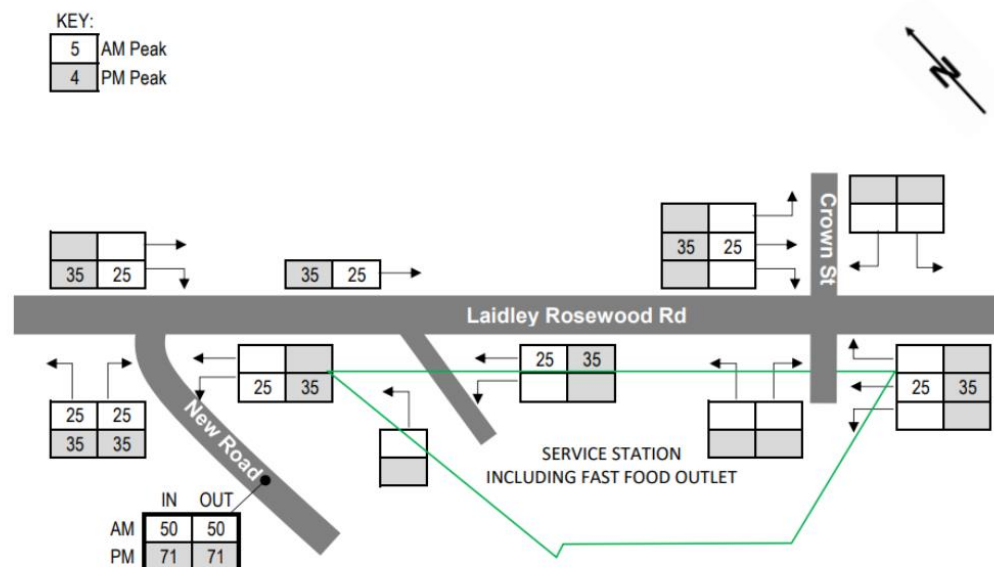 KEY:
5 AM Peak
4 PM Peak
N
Crown St
35 25
35 25
35 25
Laidley Rosewood Rd
25 35
25 35
25 35
25 25
35 35
New Road
SERVICE STATION
INCLUDING FAST FOOD OUTLET
IN OUT
AM 50 50
PM 71 71